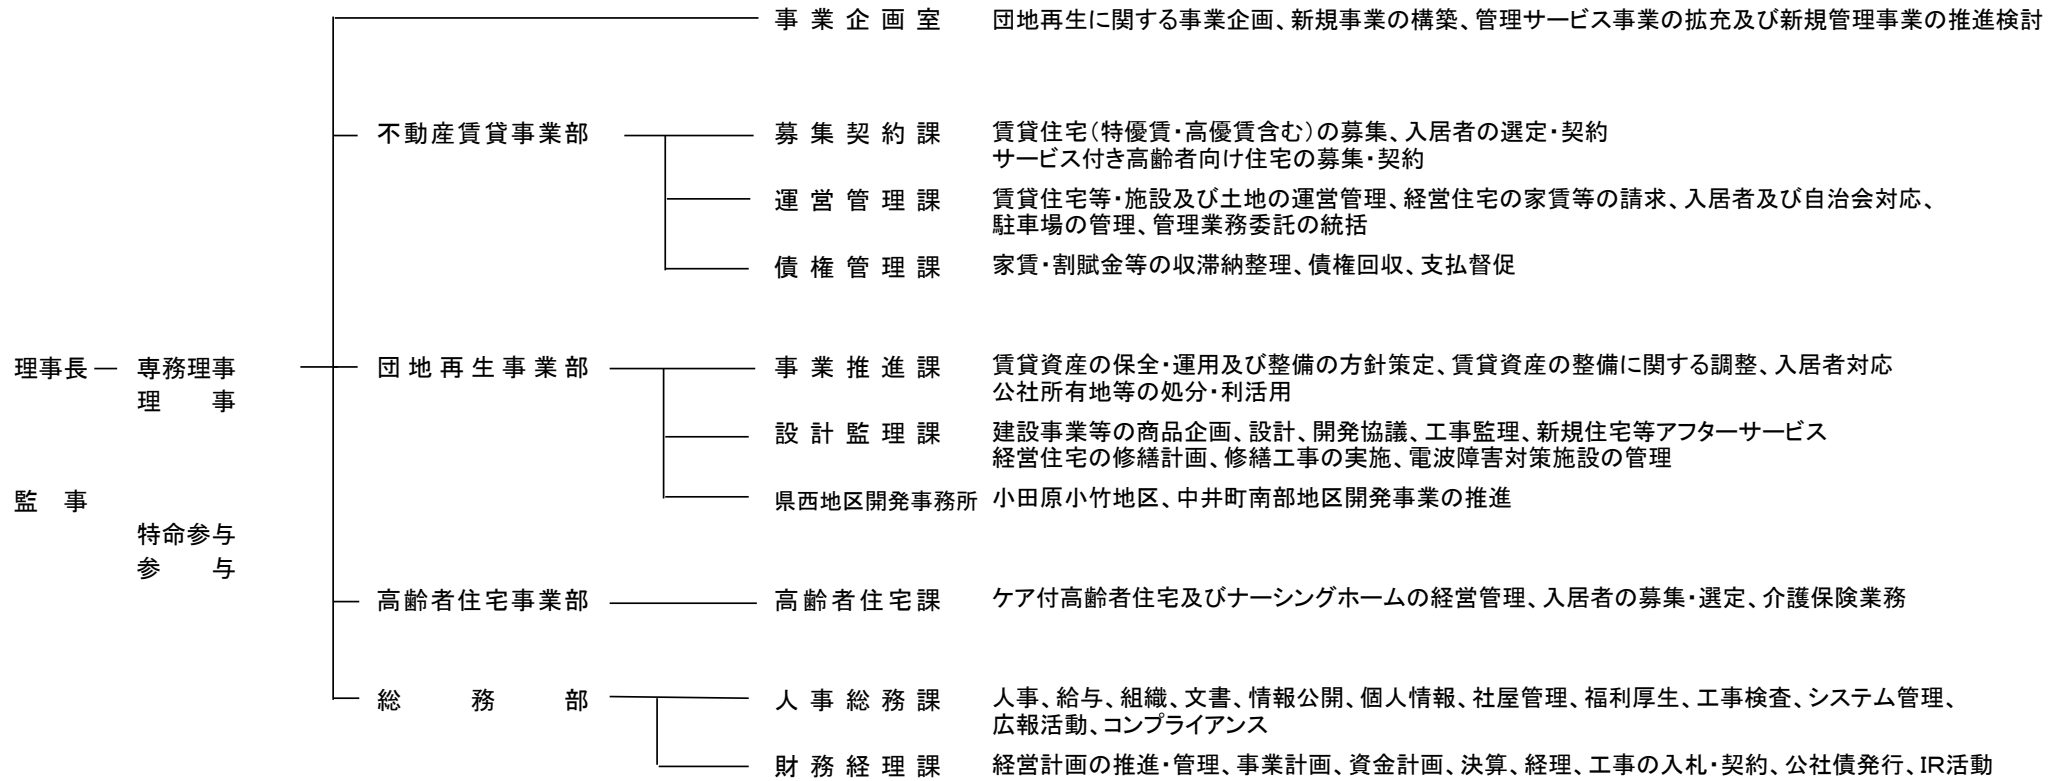 事業企画室 団地再生に関する事業企画、新規事業の構築、管理サービス事業の拡充及び新規管理事業の推進検討
不動産賃貸事業部 募集契約課 賃貸住宅(特優賃・高優賃含む)の募集、入居者の選定・契約
サービス付き高齢者向け住宅の募集・契約
運営管理課 賃貸住宅等・施設及び土地の運営管理、経営住宅の家賃等の請求、入居者及び自治会対応、
駐車場の管理、管理業務委託の統括
債権管理課 家賃・割賦金等の収滞納整理、債権回収、支払督促
理事長 専務理事 団地再生事業部 事業推進課 賃貸資産の保全・運用及び整備の方針策定、賃貸資産の整備に関する調整、入居者対応
理事 公社所有地等の処分・利活用
設計監理課 建設事業等の商品企画、設計、開発協議、工事監理、新規住宅等アフターサービス
経営住宅の修繕計画、修繕工事の実施、電波障害対策施設の管理
監事 県西地区開発事務所 小田原小竹地区、中井町南部地区開発事業の推進
特命参与
参与
高齢者住宅事業部 高齢者住宅課 ケア付高齢者住宅及びナーシングホームの経営管理、入居者の募集・選定、介護保険業務
総務部 人事総務課 人事、給与、組織、文書、情報公開、個人情報、社屋管理、福利厚生、工事検査、システム管理、
広報活動、コンプライアンス
財務経理課 経営計画の推進・管理、事業計画、資金計画、決算、経理、工事の入札・契約、公社債発行、IR活動